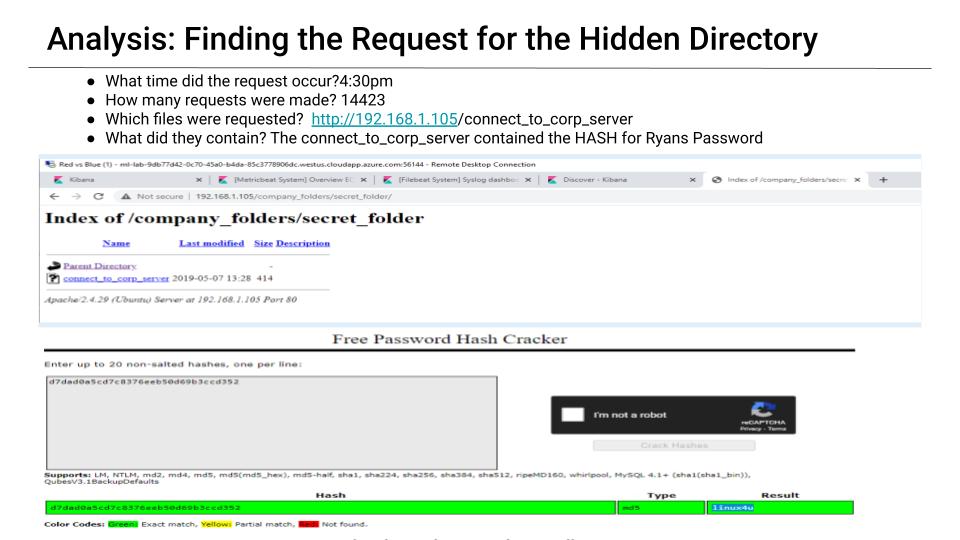 Analysis: Finding the Request for the Hidden Directory
● What time did the request occur?4:30pm
● How many requests were made? 14423
● Which files were requested? http://192.168.1.105/connect_to_corp_server
● What did they contain? The connect_to_corp_server contained the HASH for Ryans Password
Red vs Blue (1) - ml-lab-9db77d42-0c70-45a0-b4da-85c3778906dc.westus.cloudapp.azure.com:56144 - Remote Desktop Connection
Kibana × [Metricbeat System] Overview EC × [Filebeat System] Syslog dashbo × Discover - Kibana × Index of /company_folders/secre × +
Not secure | 192.168.1.105/company_folders/secret_folder/
Index of /company_folders/secret_folder
Name Last modified Size Description
Parent Directory -
connect_to_corp_server 2019-05-07 13:28 414
Apache/2.4.29 (Ubuntu) Server at 192.168.1.105 Port 80
Free Password Hash Cracker
Enter up to 20 non-salted hashes, one per line:
d7dad0a5cd7c8376eeb50d69b3ccd352
I'm not a robot
reCAPTCHA
Privacy - Terms
Crack Hashes
Supports: LM, NTLM, md2, md4, md5, md5(md5_hex), md5-half, sha1, sha224, sha256, sha384, sha512, ripeMD160, whirlpool, MySQL 4.1+ (sha1(sha1_bin)),
QubesV3.1BackupDefaults
Hash Type Result
d7dad0a5cd7c8376eeb50d69b3ccd352 md5 linux4u
Color Codes: Green: Exact match, Yellow: Partial match, Red: Not found.